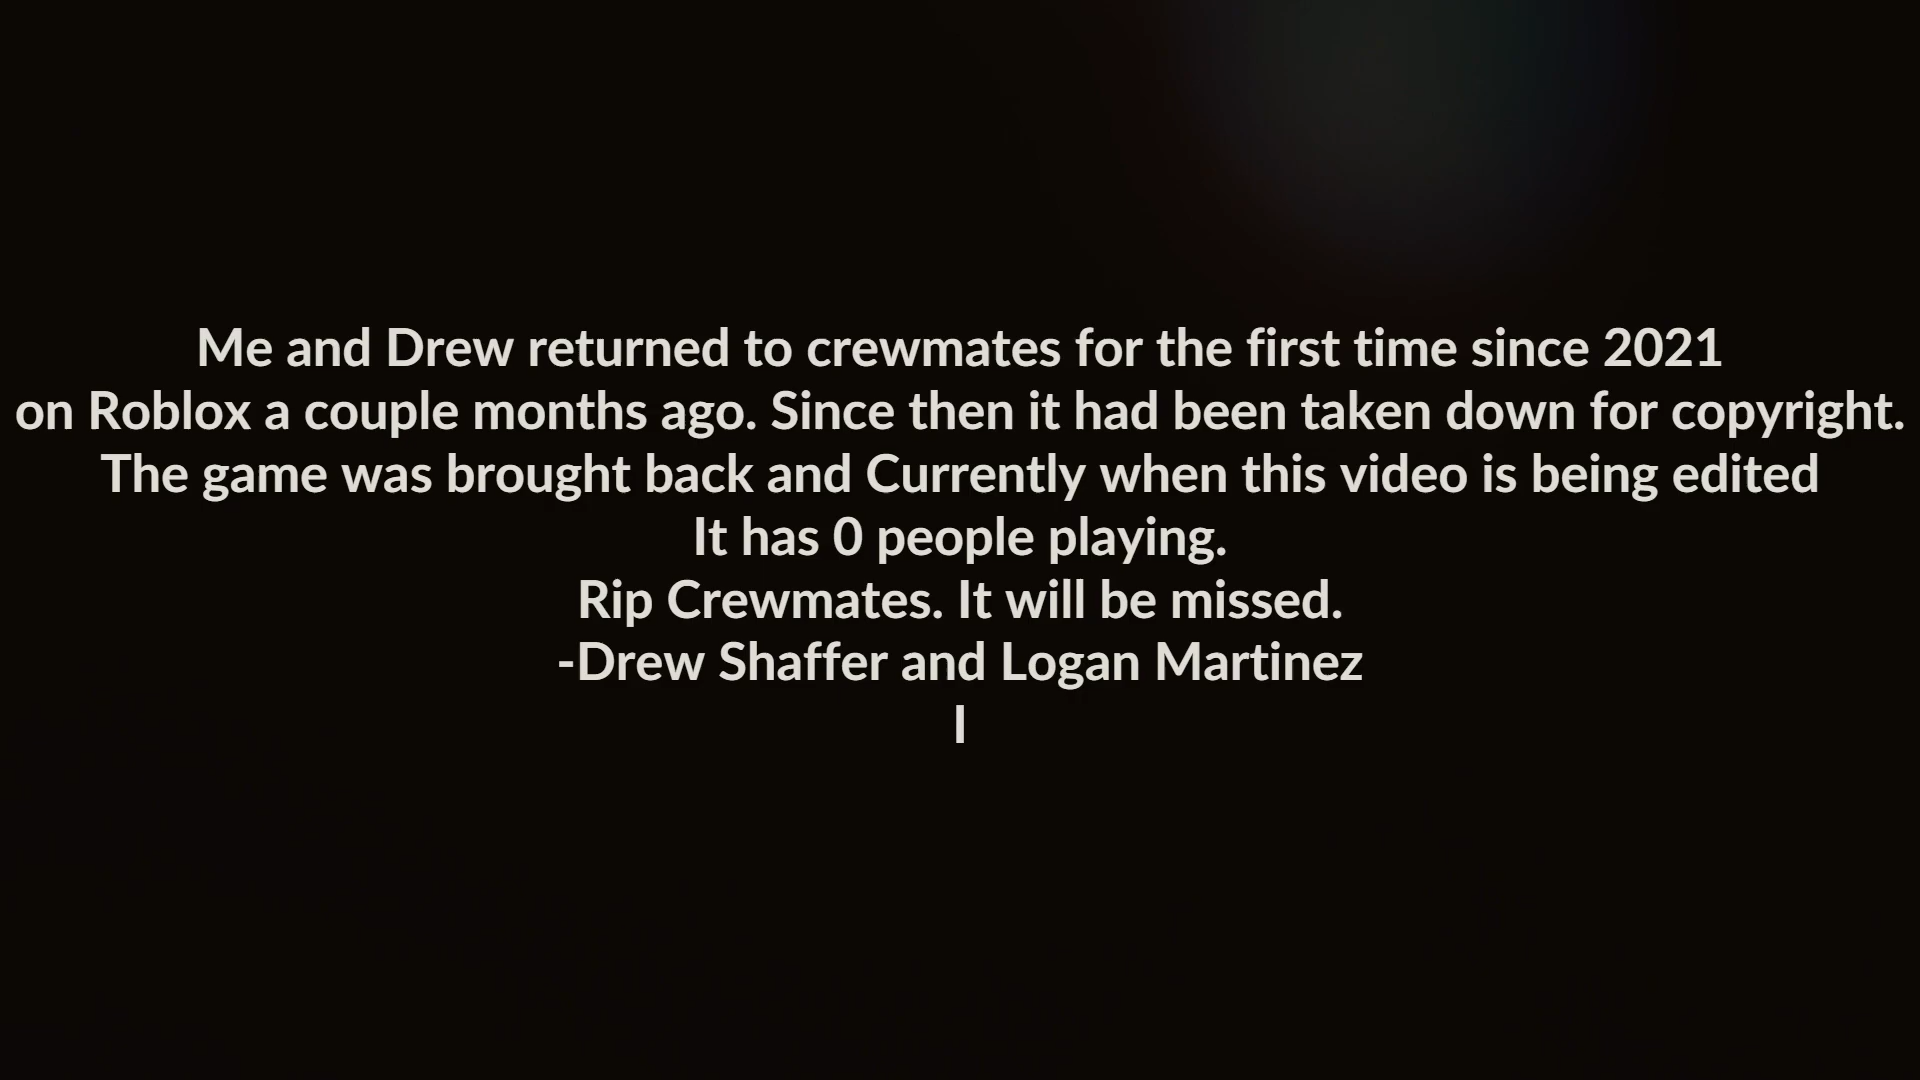 Me and Drew returned to crewmates for the first time since 2021
on Roblox a couple months ago. Since then it had been taken down for copyright.
The game was brought back and Currently when this video is being edited
It has 0 people playing.
Rip Crewmates. It will be missed.
-Drew Shaffer and Logan Martinez
I